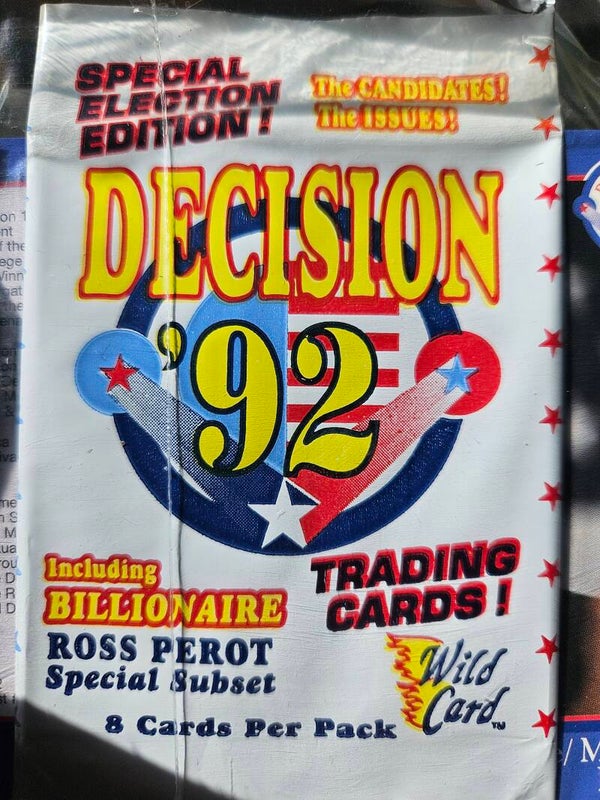 SPECIAL
ELECTION
EDITION!
The CANDIDATES!
The ISSUES!
DECISION
'92
Including
BILLIONAIRE
ROSS PEROT
Special Subset
TRADING
CARDS!
Wild
Card™
8 Cards Per Pack